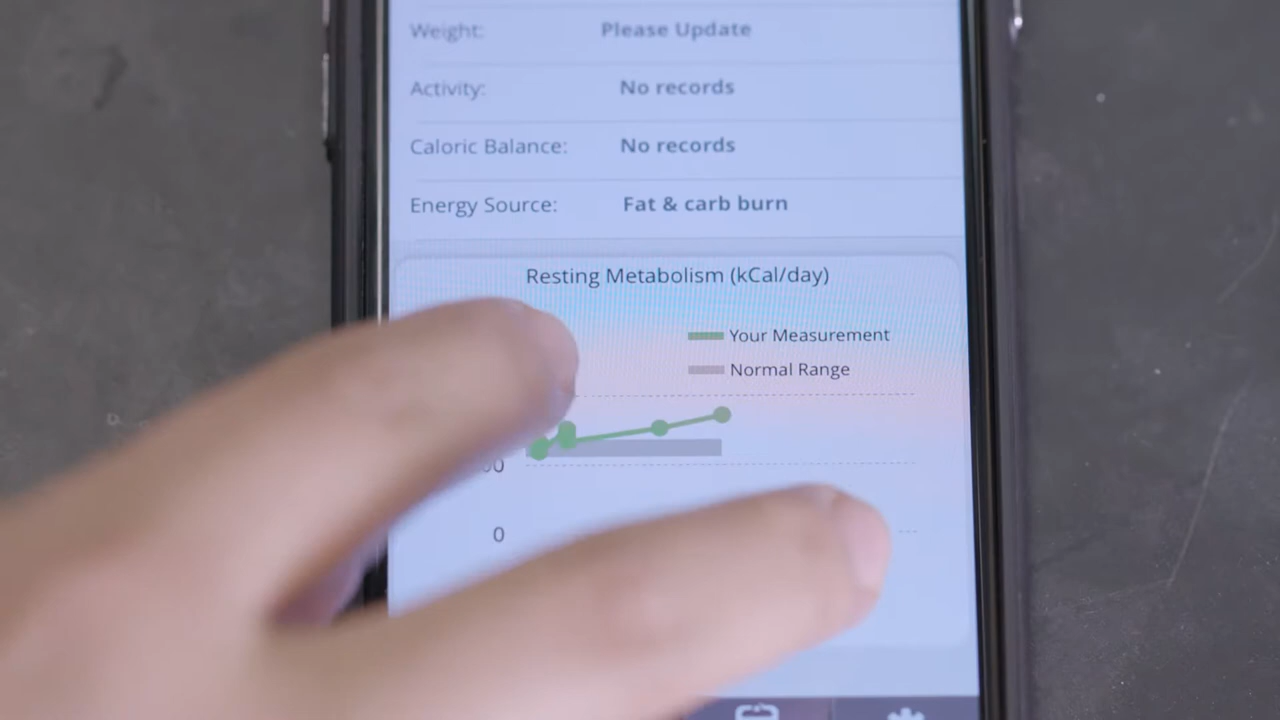 Weight: Please Update
Activity: No records
Caloric Balance: No records
Energy Source: Fat & carb burn
Resting Metabolism (kCal/day)
Your Measurement
Normal Range
0